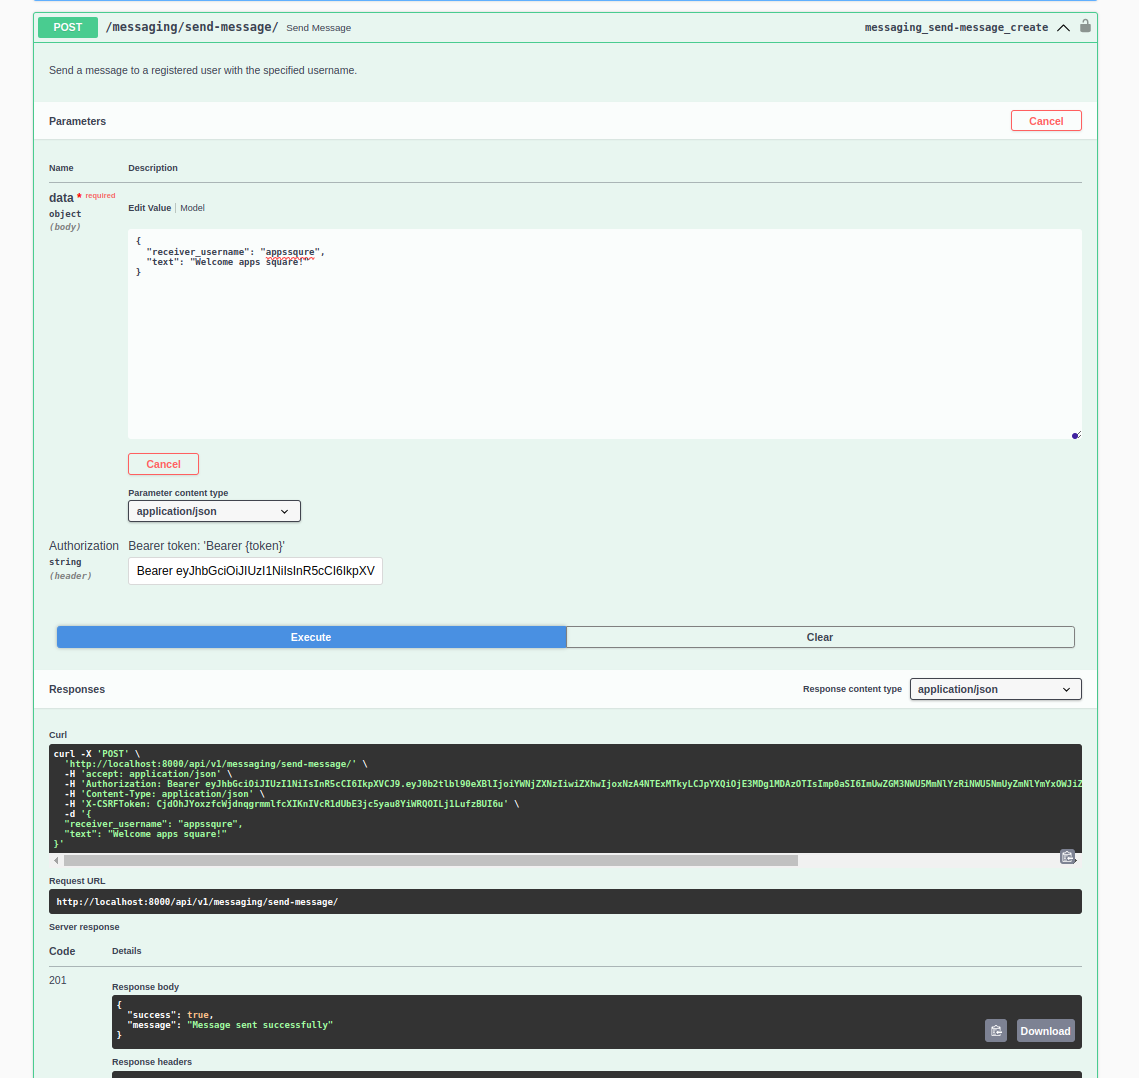 POST /messaging/send-message/ Send Message messaging_send-message_create
Send a message to a registered user with the specified username.
Parameters Cancel
Name Description
data * required
object
(body)
Edit Value | Model
{
"receiver_username": "appssqure",
"text": "Welcome apps square!"
}
Cancel
Parameter content type
application/json
Authorization Bearer token: 'Bearer {token}'
string
(header)
Bearer eyJhbGciOiJIUzI1NiIsInR5cCI6IkpXV
Execute Clear
Responses Response content type application/json
Curl
curl -X 'POST' \
'http://localhost:8000/api/v1/messaging/send-message/' \
-H 'accept: application/json' \
-H 'Authorization: Bearer
-H 'Content-Type: application/json' \
-H 'X-CSRFToken:
-d '{
"receiver_username": "appssqure",
"text": "Welcome apps square!"
}'
Request URL
http://localhost:8000/api/v1/messaging/send-message/
Server response
Code Details
201
Response body
{
"success": true,
"message": "Message sent successfully"
}
Download
Response headers